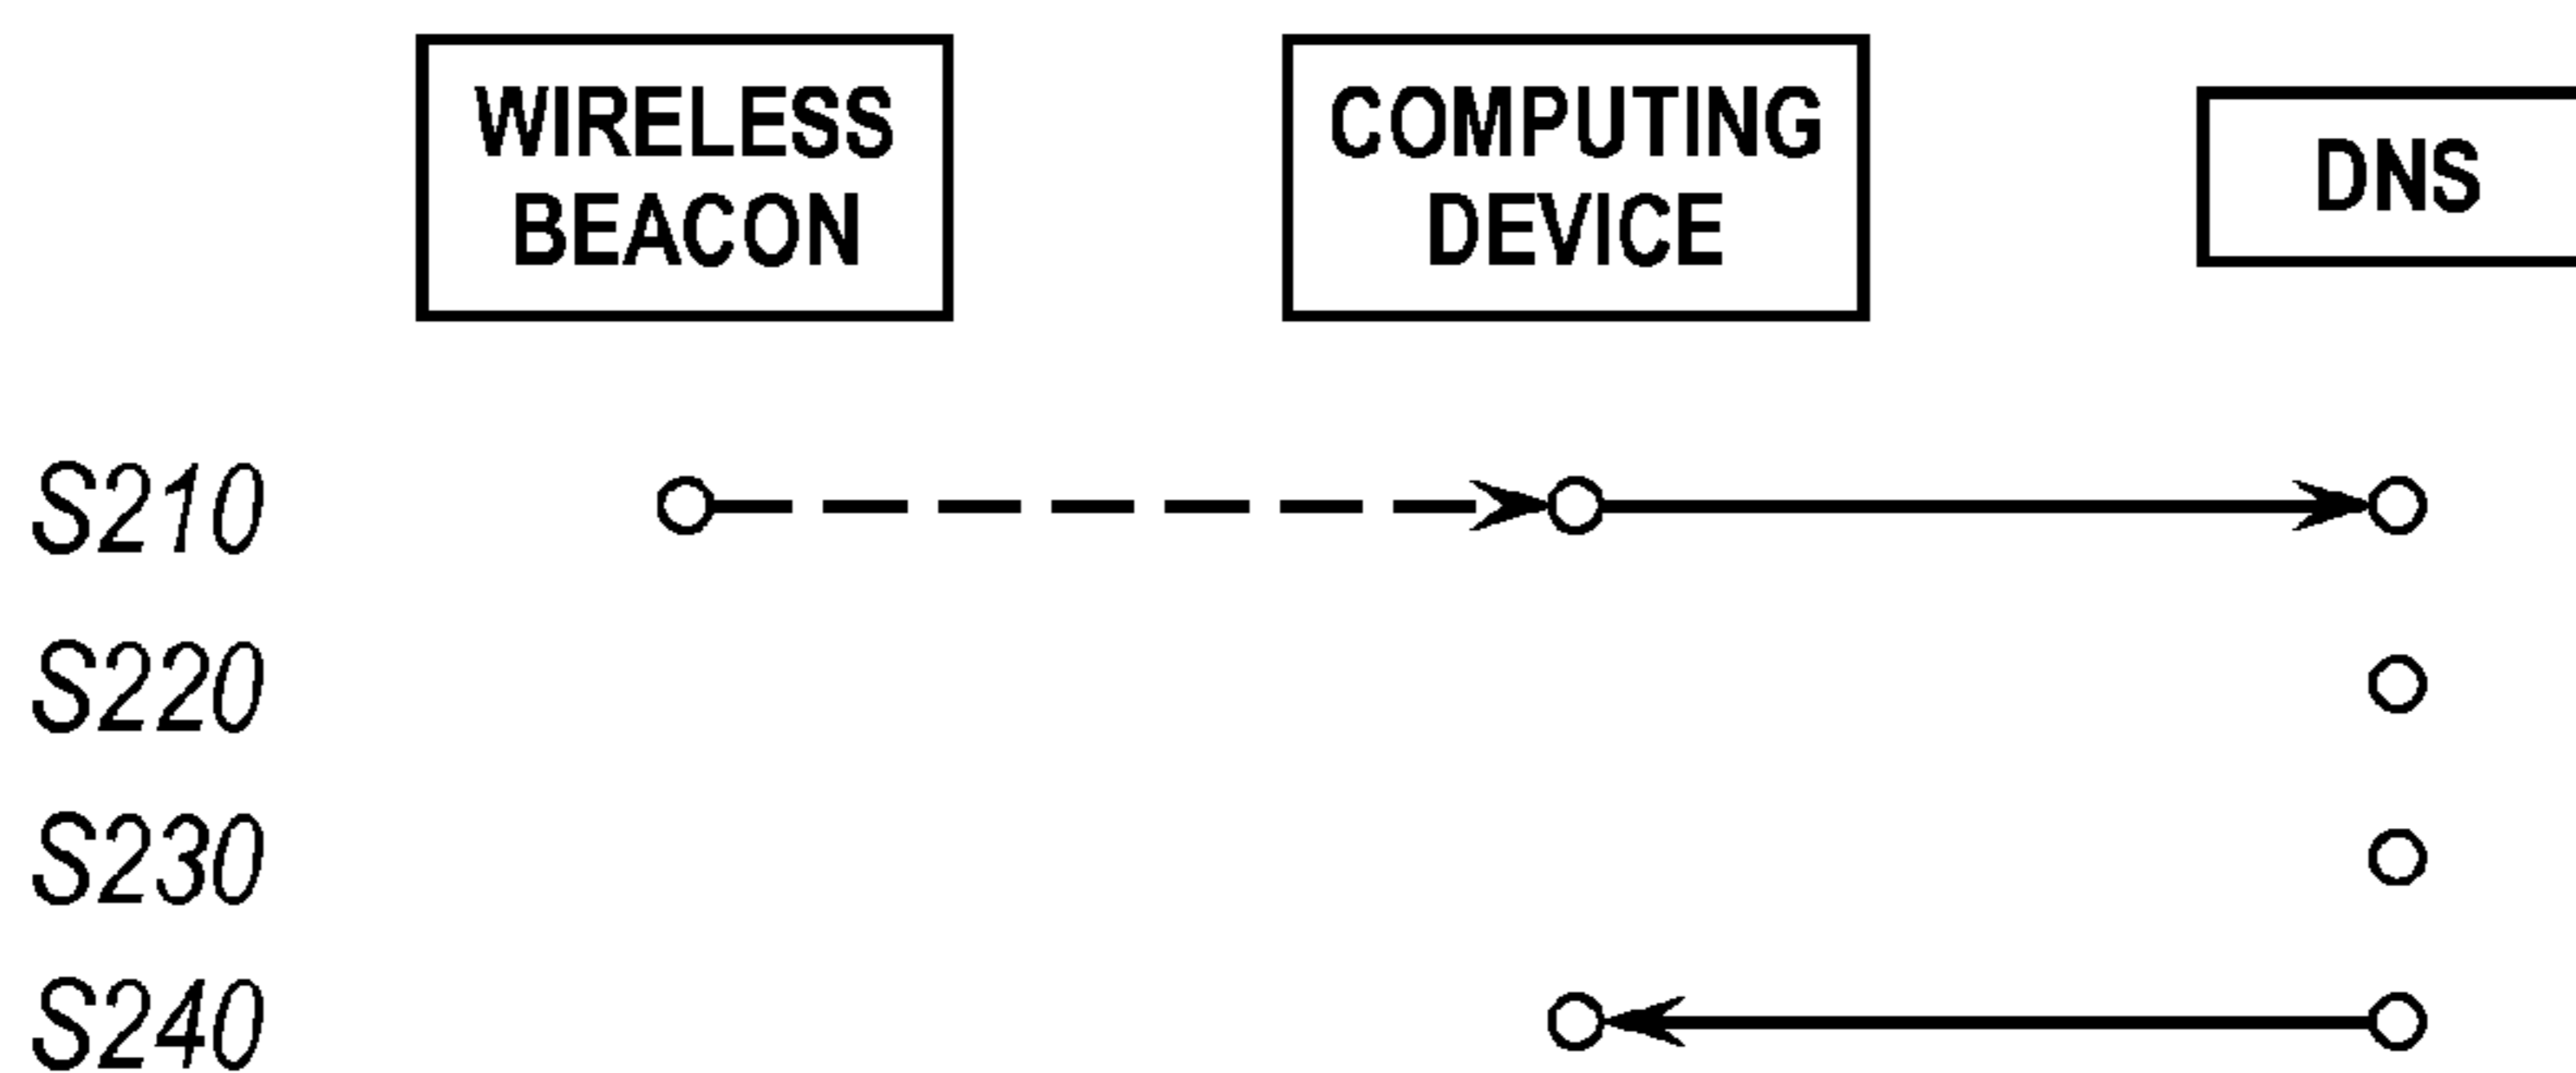 WIRELESS
BEACON
COMPUTING
DEVICE
DNS
S210
S220
S230
S240